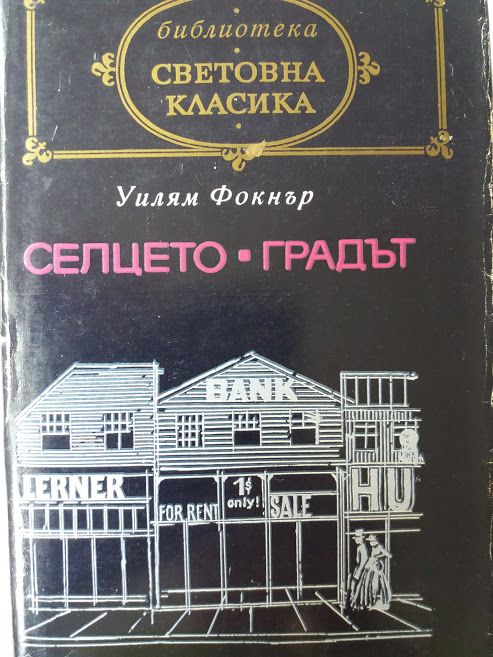 библиотека
СВЕТОВНА
КЛАСИКА
Уилям Фокнър
СЕЛЦЕТО · ГРАДЪТ
BANK
LERNER
FOR RENT
1¢
only!
SALE
HU